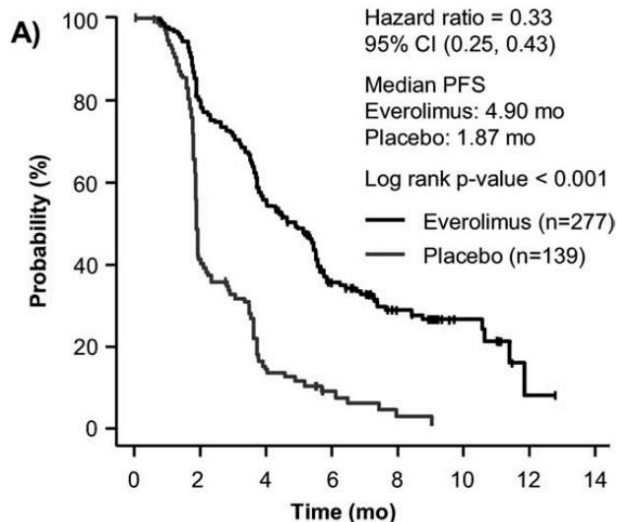 A)
Hazard ratio = 0.33
95% CI (0.25, 0.43)
Median PFS
Everolimus: 4.90 mo
Placebo: 1.87 mo
Log rank p-value < 0.001
Everolimus (n=277)
Placebo (n=139)
Probability (%)
100
80
60
40
20
0
0 2 4 6 8 10 12 14
Time (mo)